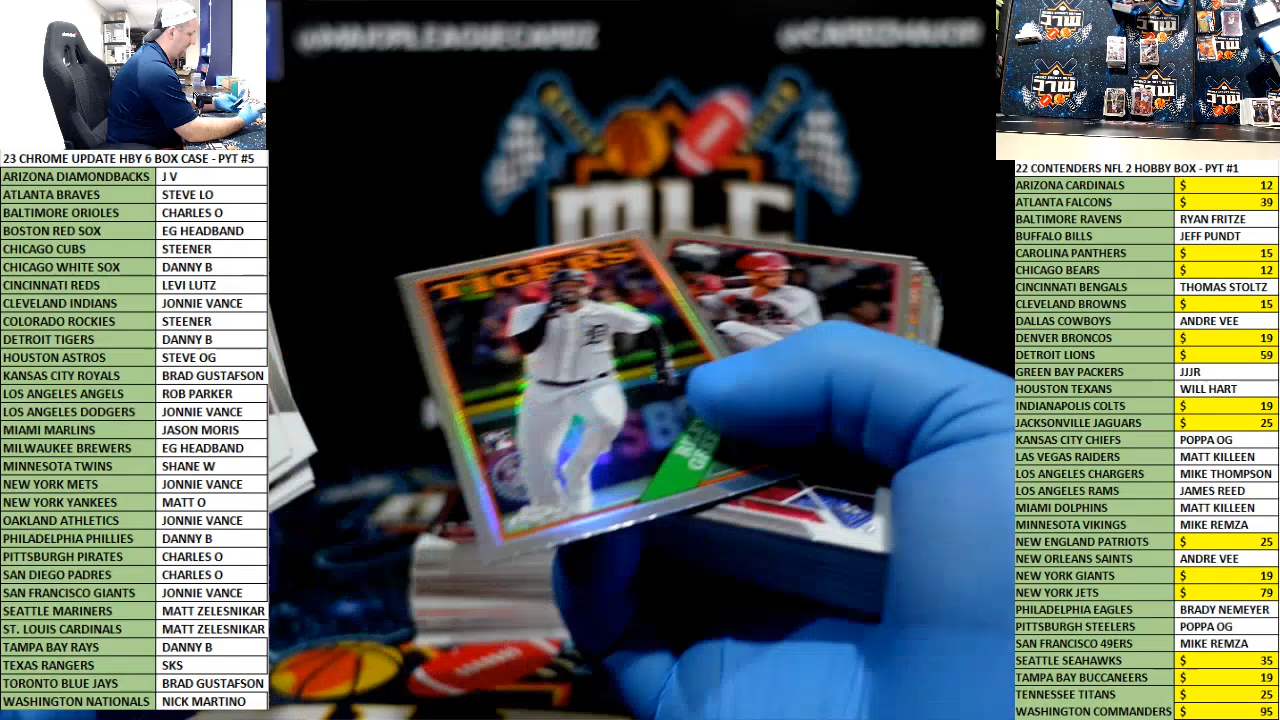 23 CHROME UPDATE HBY 6 BOX CASE - PYT #5
ARIZONA DIAMONDBACKS J V
ATLANTA BRAVES STEVE LO
BALTIMORE ORIOLES CHARLES O
BOSTON RED SOX EG HEADBAND
CHICAGO CUBS STEENER
CHICAGO WHITE SOX DANNY B
CINCINNATI REDS LEVI LUTZ
CLEVELAND INDIANS JONNIE VANCE
COLORADO ROCKIES STEENER
DETROIT TIGERS DANNY B
HOUSTON ASTROS STEVE OG
KANSAS CITY ROYALS BRAD GUSTAFSON
LOS ANGELES ANGELS ROB PARKER
LOS ANGELES DODGERS JONNIE VANCE
MIAMI MARLINS JASON MORIS
MILWAUKEE BREWERS EG HEADBAND
MINNESOTA TWINS SHANE W
NEW YORK METS JONNIE VANCE
NEW YORK YANKEES MATT O
OAKLAND ATHLETICS JONNIE VANCE
PHILADELPHIA PHILLIES DANNY B
PITTSBURGH PIRATES CHARLES O
SAN DIEGO PADRES CHARLES O
SAN FRANCISCO GIANTS JONNIE VANCE
SEATTLE MARINERS MATT ZELESNIKAR
ST. LOUIS CARDINALS MATT ZELESNIKAR
TAMPA BAY RAYS DANNY B
TEXAS RANGERS SKS
TORONTO BLUE JAYS BRAD GUSTAFSON
WASHINGTON NATIONALS NICK MARTINO
MLC
TIGERS
22 CONTENDERS NFL 2 HOBBY BOX - PYT #1
ARIZONA CARDINALS $ 12
ATLANTA FALCONS $ 39
BALTIMORE RAVENS RYAN FRITZE
BUFFALO BILLS JEFF PUNDT
CAROLINA PANTHERS $ 15
CHICAGO BEARS $ 12
CINCINNATI BENGALS THOMAS STOLTZ
CLEVELAND BROWNS $ 15
DALLAS COWBOYS ANDRE VEE
DENVER BRONCOS $ 19
DETROIT LIONS $ 59
GREEN BAY PACKERS JJJR
HOUSTON TEXANS WILL HART
INDIANAPOLIS COLTS $ 19
JACKSONVILLE JAGUARS $ 25
KANSAS CITY CHIEFS POPPA OG
LAS VEGAS RAIDERS MATT KILLEEN
LOS ANGELES CHARGERS MIKE THOMPSON
LOS ANGELES RAMS JAMES REED
MIAMI DOLPHINS MATT KILLEEN
MINNESOTA VIKINGS MIKE REMZA
NEW ENGLAND PATRIOTS $ 25
NEW ORLEANS SAINTS ANDRE VEE
NEW YORK GIANTS $ 19
NEW YORK JETS $ 79
PHILADELPHIA EAGLES BRADY NEMEYER
PITTSBURGH STEELERS POPPA OG
SAN FRANCISCO 49ERS MIKE REMZA
SEATTLE SEAHAWKS $ 35
TAMPA BAY BUCCANEERS $ 19
TENNESSEE TITANS $ 25
WASHINGTON COMMANDERS $ 95